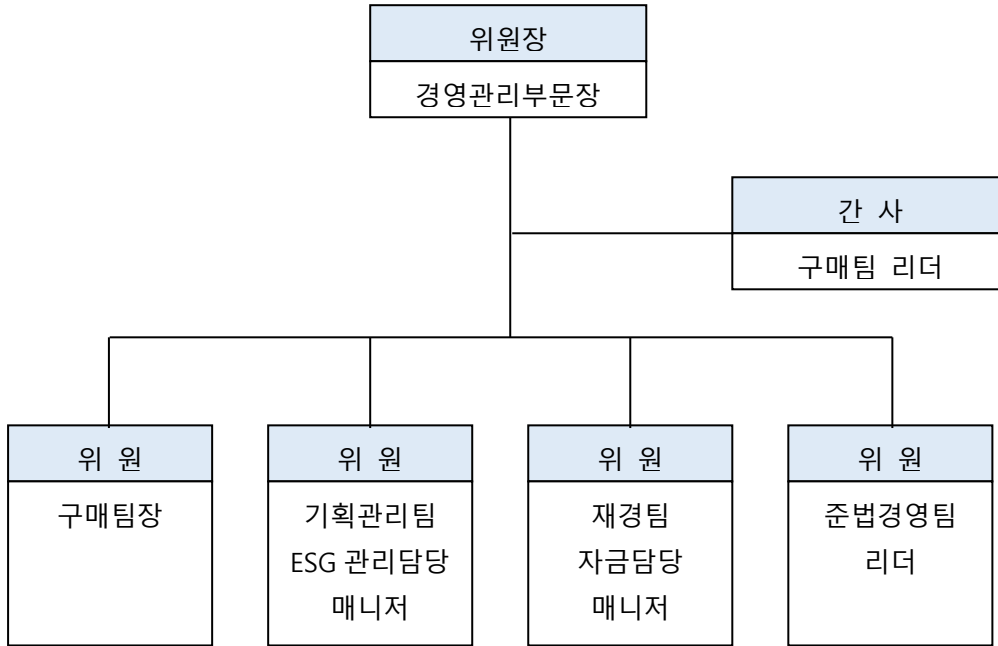 위원장
경영관리부문장
간 사
구매팀 리더
위 원
구매팀장
위 원
기획관리팀
ESG 관리담당
매니저
위 원
재경팀
자금담당
매니저
위 원
준법경영팀
리더